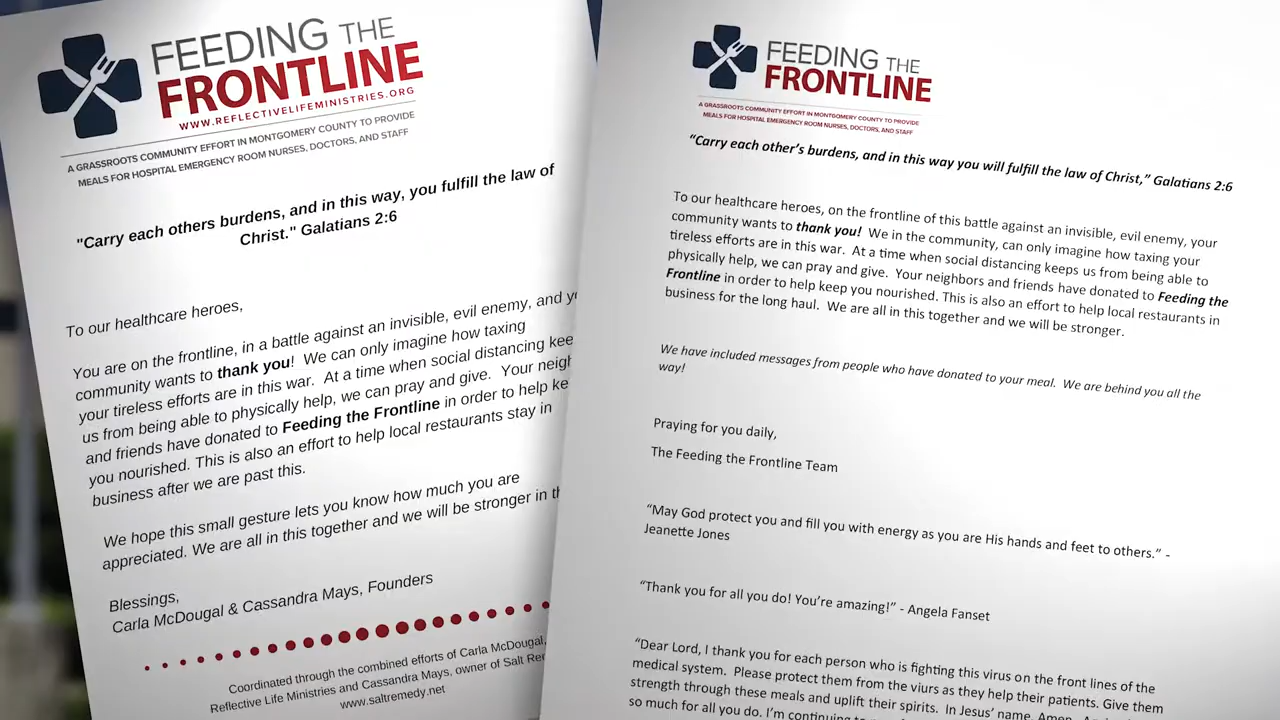 FEEDING THE
FRONTLINE
WWW.REFLECTIVELIFEMINISTRIES.ORG
A GRASSROOTS COMMUNITY EFFORT IN MONTGOMERY COUNTY TO PROVIDE
MEALS FOR HOSPITAL EMERGENCY ROOM NURSES, DOCTORS, AND STAFF
"Carry each others burdens, and in this way, you fulfill the law of
Christ." Galatians 2:6
To our healthcare heroes,
You are on the frontline, in a battle against an invisible, evil enemy, and
community wants to thank you! We can only imagine how taxing
your tireless efforts are in this war. At a time when social distancing
us from being able to physically help, we can pray and give. Your
and friends have donated to Feeding the Frontline in order to help
you nourished. This is also an effort to help local restaurants stay in
business after we are past this.
We hope this small gesture lets you know how much you are
appreciated. We are all in this together and we will be stronger in
Blessings,
Carla McDougal & Cassandra Mays, Founders
Coordinated through the combined efforts of Carla McDougal,
Reflective Life Ministries and Cassandra Mays, owner of Salt
www.saltremedy.net
FEEDING THE
FRONTLINE
A GRASSROOTS COMMUNITY EFFORT IN MONTGOMERY COUNTY TO PROVIDE
MEALS FOR HOSPITAL EMERGENCY ROOM NURSES, DOCTORS, AND STAFF
"Carry each other's burdens, and in this way you will fulfill the law of Christ," Galatians 2:6
To our healthcare heroes, on the frontline of this battle against an invisible, evil enemy, your
community wants to thank you! We in the community, can only imagine how taxing your
tireless efforts are in this war. At a time when social distancing keeps us from being able to
physically help, we can pray and give. Your neighbors and friends have donated to Feeding the
Frontline in order to help keep you nourished. This is also an effort to help local restaurants in
business for the long haul. We are all in this together and we will be stronger.
We have included messages from people who have donated to your meal. We are behind you all the
way!
Praying for you daily,
The Feeding the Frontline Team
"May God protect you and fill you with energy as you are His hands and feet to others." -
Jeanette Jones
"Thank you for all you do! You're amazing!" - Angela Fanset
"Dear Lord, I thank you for each person who is fighting this virus on the front lines of the
medical system. Please protect them from the viurs as they help their patients. Give them
strength through these meals and uplift their spirits. In Jesus' name, Amen.
so much for all you do. I'm continuing to